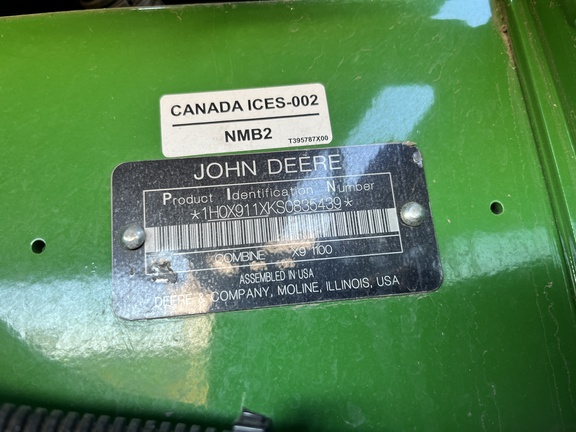 CANADA ICES-002
NMB2
T395787X00
JOHN DEERE
Product Identification Number
*1H0X911XKS0835439*
COMBINE X9 1100
ASSEMBLED IN USA
DEERE & COMPANY, MOLINE, ILLINOIS, USA